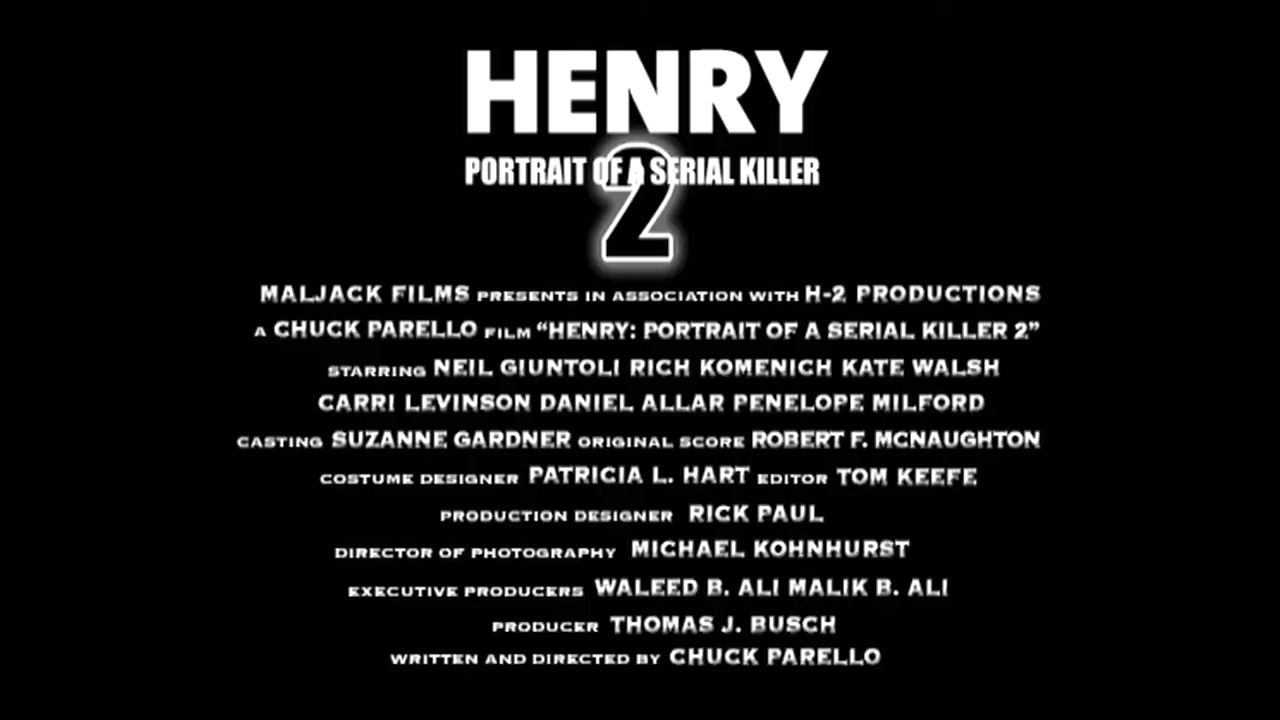 HENRY
PORTRAIT OF A SERIAL KILLER
2
MALJACK FILMS PRESENTS IN ASSOCIATION WITH H-2 PRODUCTIONS
A CHUCK PARELLO FILM “HENRY: PORTRAIT OF A SERIAL KILLER 2”
STARRING NEIL GIUNTOLI RICH KOMENICH KATE WALSH
CARRI LEVINSON DANIEL ALLAR PENELOPE MILFORD
CASTING SUZANNE GARDNER ORIGINAL SCORE ROBERT F. MCNAUGHTON
COSTUME DESIGNER PATRICIA L. HART EDITOR TOM KEEFE
PRODUCTION DESIGNER RICK PAUL
DIRECTOR OF PHOTOGRAPHY MICHAEL KOHNHURST
EXECUTIVE PRODUCERS WALEED B. ALI MALIK B. ALI
PRODUCER THOMAS J. BUSCH
WRITTEN AND DIRECTED BY CHUCK PARELLO